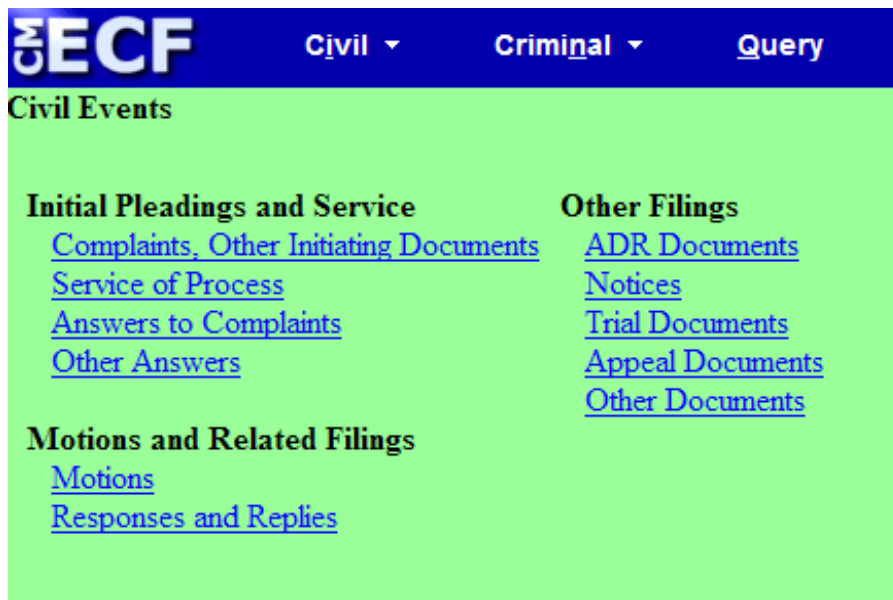 CM ECF Civil Criminal Query
Civil Events
Initial Pleadings and Service
Complaints, Other Initiating Documents
Service of Process
Answers to Complaints
Other Answers
Motions and Related Filings
Motions
Responses and Replies
Other Filings
ADR Documents
Notices
Trial Documents
Appeal Documents
Other Documents